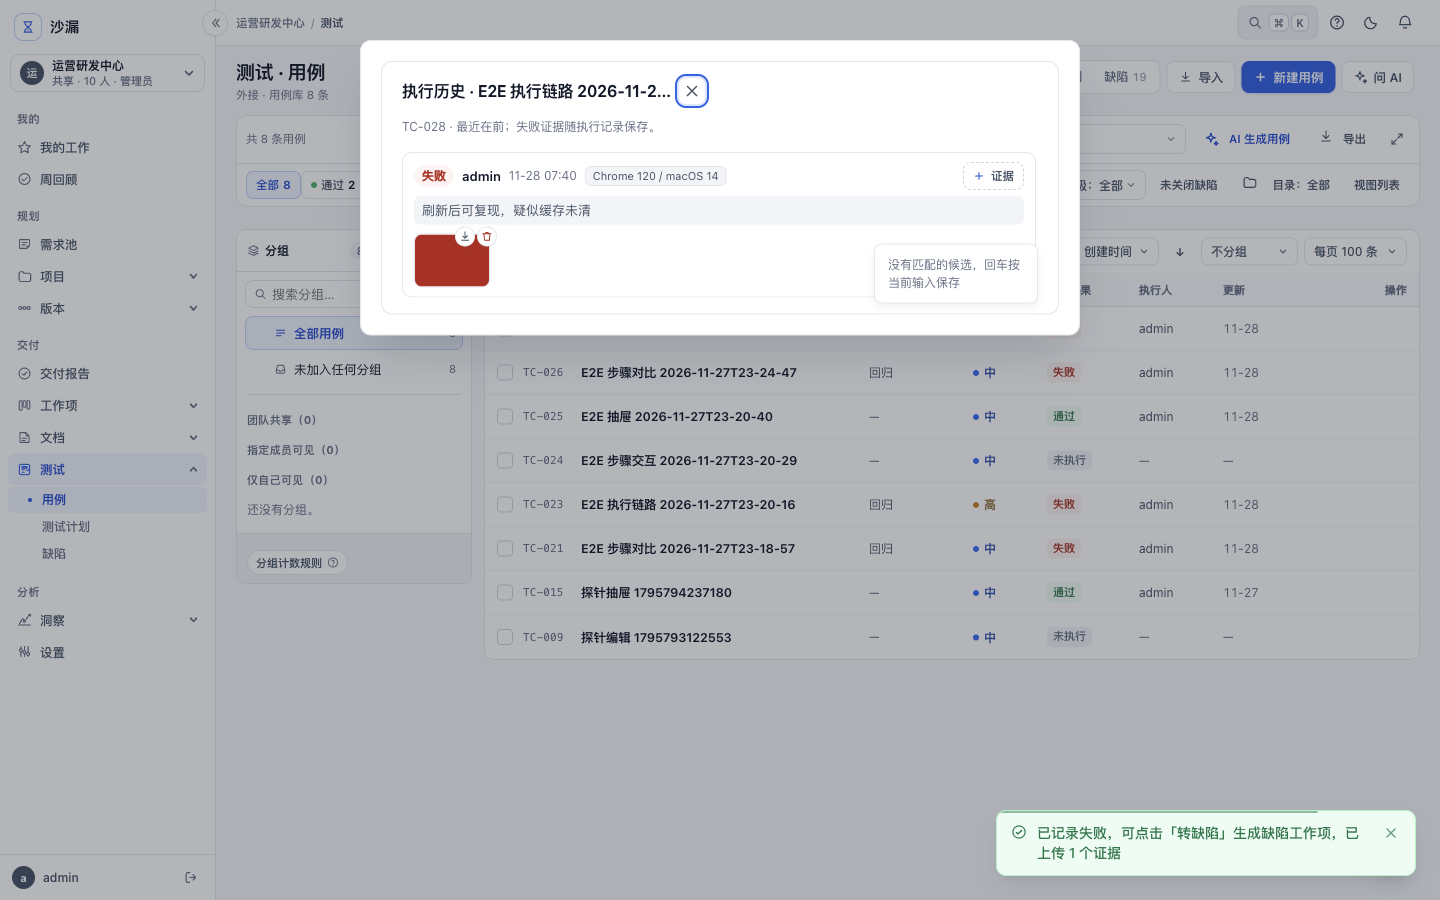 沙漏
运营研发中心 / 测试
⌘ K
运 运营研发中心
共享 · 10 人 · 管理员
测试 · 用例
外接 · 用例库 8 条
缺陷 19
导入
新建用例
问 AI
我的
我的工作
周回顾
规划
需求池
项目
版本
交付
交付报告
工作项
文档
测试
用例
测试计划
缺陷
分析
洞察
设置
a admin
共 8 条用例
AI 生成用例
导出
全部 8
通过 2
全部
未关闭缺陷
目录：全部
视图列表
分组
搜索分组...
全部用例
未加入任何分组 8
团队共享 (0)
指定成员可见 (0)
仅自己可见 (0)
还没有分组。
分组计数规则
创建时间
不分组
每页 100 条
果 执行人 更新 操作
admin 11-28
TC-026 E2E 步骤对比 2026-11-27T23-24-47 回归 中 失败 admin 11-28
TC-025 E2E 抽屉 2026-11-27T23-20-40 — 中 通过 admin 11-28
TC-024 E2E 步骤交互 2026-11-27T23-20-29 — 中 未执行 — —
TC-023 E2E 执行链路 2026-11-27T23-20-16 回归 高 失败 admin 11-28
TC-021 E2E 步骤对比 2026-11-27T23-18-57 回归 中 失败 admin 11-28
TC-015 探针抽屉 1795794237180 — 中 通过 admin 11-27
TC-009 探针编辑 1795793122553 — 中 未执行 — —
执行历史 · E2E 执行链路 2026-11-2...
TC-028 · 最近在前；失败证据随执行记录保存。
失败 admin 11-28 07:40 Chrome 120 / macOS 14
证据
刷新后可复现，疑似缓存未清
没有匹配的候选，回车按
当前输入保存
已记录失败，可点击「转缺陷」生成缺陷工作项，已
上传 1 个证据